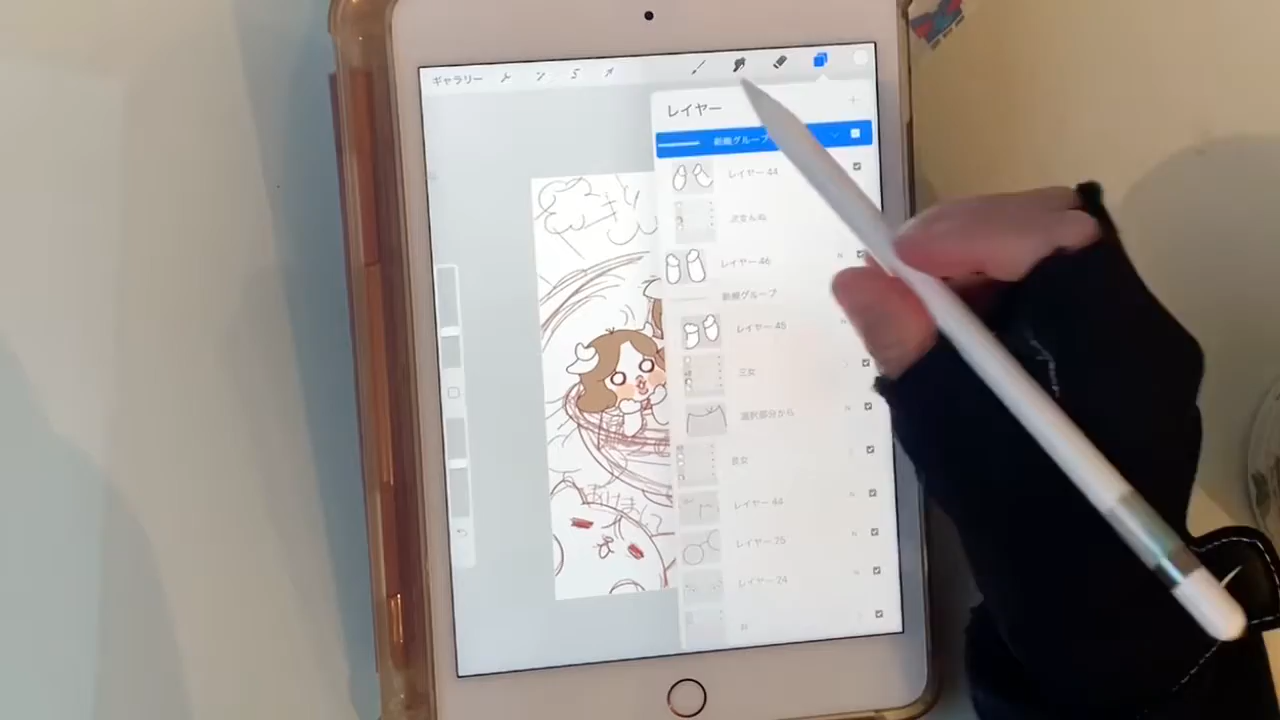 ギャラリー
レイヤー
新規グループ
レイヤー 44
次女んぬ
レイヤー 46
N
新規グループ
レイヤー 45
N
三女
選択部分から
N
長女
レイヤー 44
N
レイヤー 25
N
レイヤー 24
N